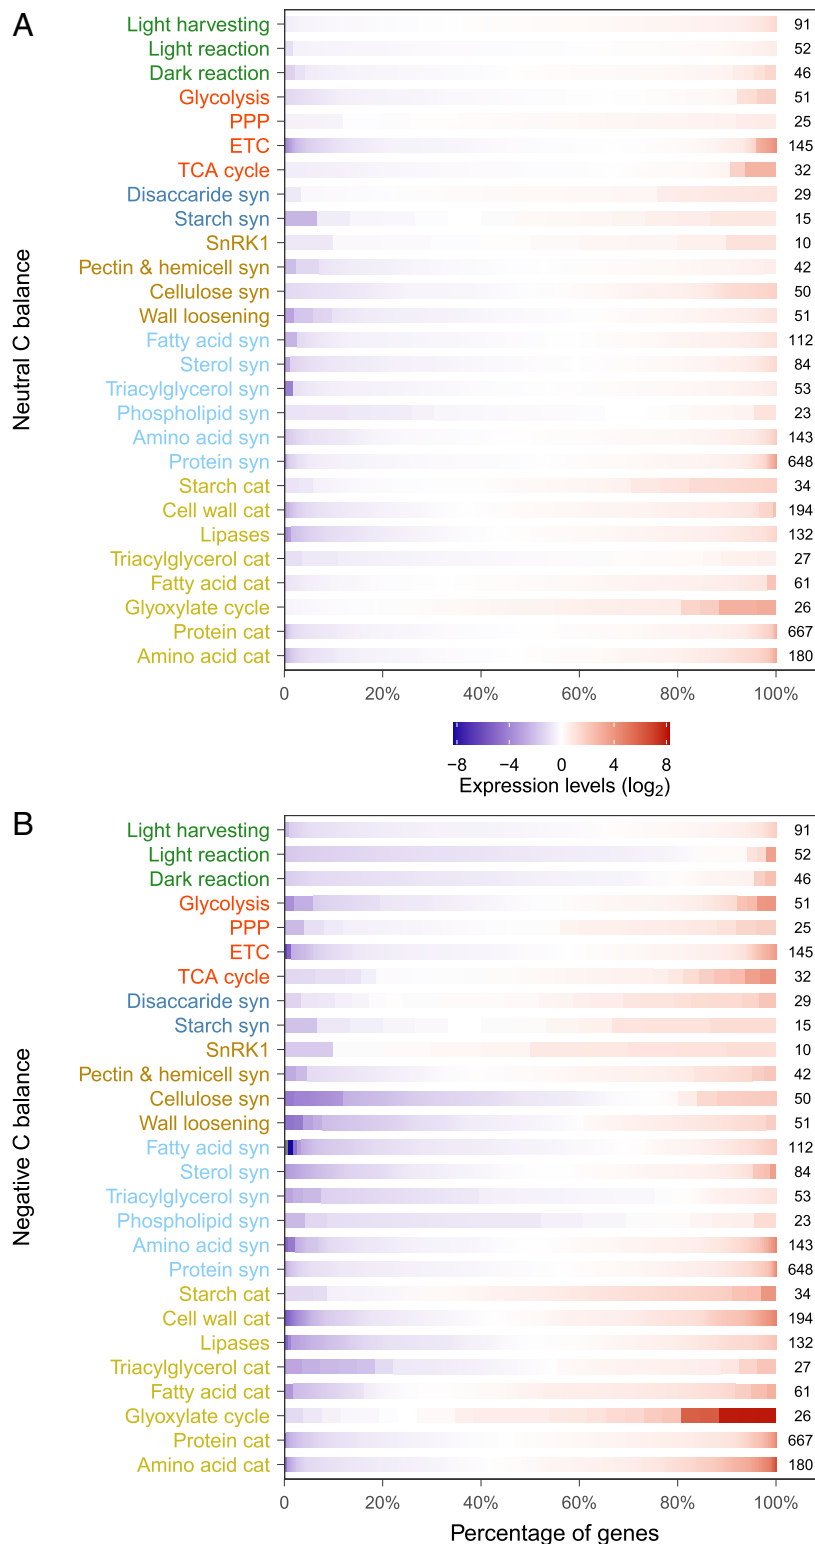 A
Neutral C balance
Light harvesting 91
Light reaction 52
Dark reaction 46
Glycolysis 51
PPP 25
ETC 145
TCA cycle 32
Disaccaride syn 29
Starch syn 15
SnRK1 10
Pectin & hemicell syn 42
Cellulose syn 50
Wall loosening 51
Fatty acid syn 112
Sterol syn 84
Triacylglycerol syn 53
Phospholipid syn 23
Amino acid syn 143
Protein syn 648
Starch cat 34
Cell wall cat 194
Lipases 132
Triacylglycerol cat 27
Fatty acid cat 61
Glyoxylate cycle 26
Protein cat 667
Amino acid cat 180
0 20% 40% 60% 80% 100%
−8 −4 0 4 8
Expression levels (log2)
B
Negative C balance
Light harvesting 91
Light reaction 52
Dark reaction 46
Glycolysis 51
PPP 25
ETC 145
TCA cycle 32
Disaccaride syn 29
Starch syn 15
SnRK1 10
Pectin & hemicell syn 42
Cellulose syn 50
Wall loosening 51
Fatty acid syn 112
Sterol syn 84
Triacylglycerol syn 53
Phospholipid syn 23
Amino acid syn 143
Protein syn 648
Starch cat 34
Cell wall cat 194
Lipases 132
Triacylglycerol cat 27
Fatty acid cat 61
Glyoxylate cycle 26
Protein cat 667
Amino acid cat 180
0 20% 40% 60% 80% 100%
Percentage of genes